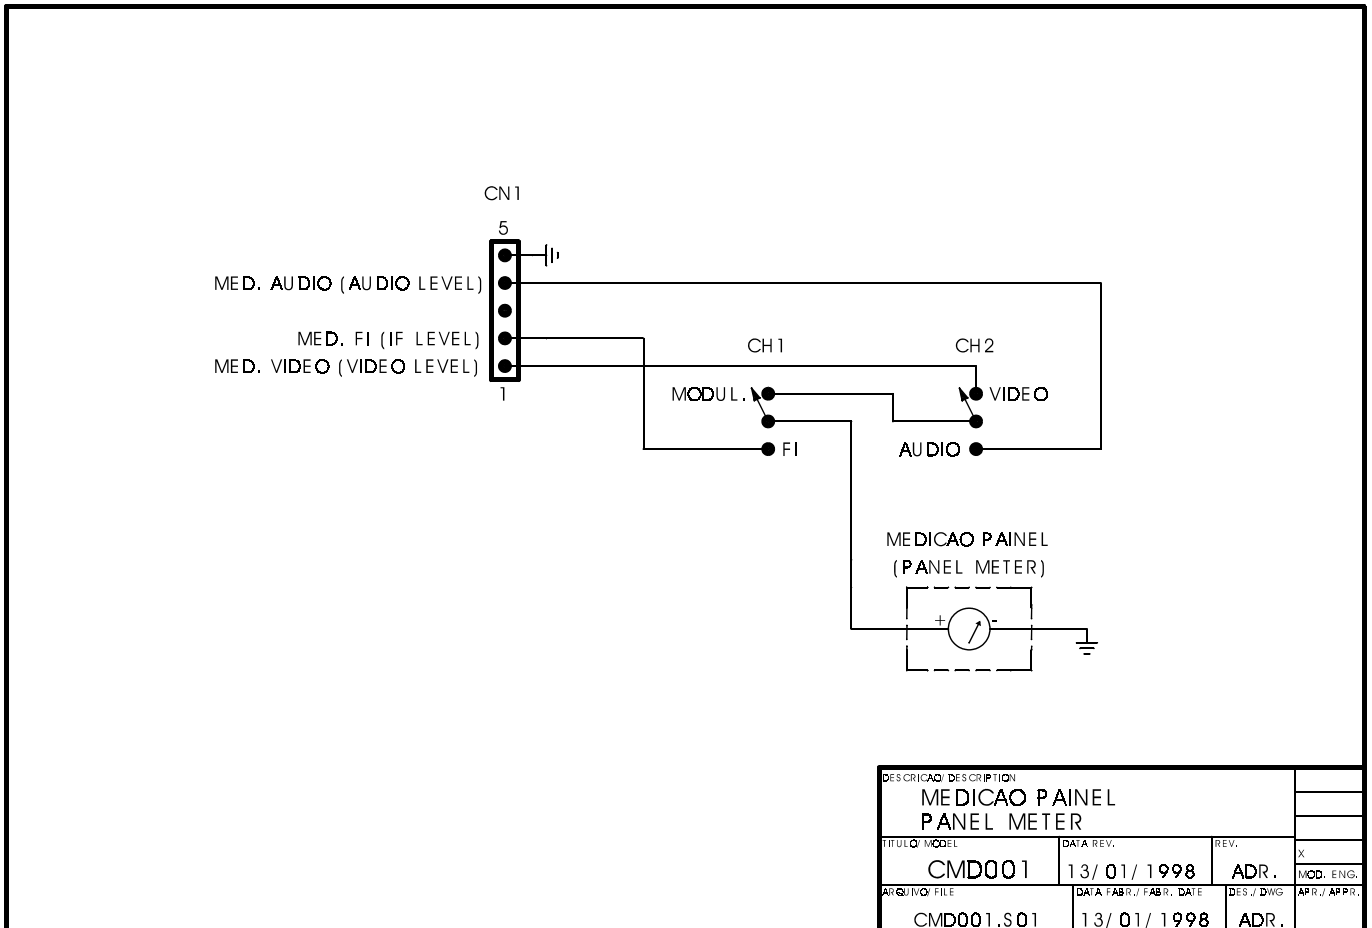 CN1
5
MED. AUDIO (AUDIO LEVEL)
MED. FI (IF LEVEL)
MED. VIDEO (VIDEO LEVEL)
1
CH1
CH2
MODUL.
VIDEO
FI
AUDIO
MEDICAO PAINEL
(PANEL METER)
+ -
DESCRICAO/DESCRIPTION
MEDICAO PAINEL
PANEL METER
TITULO/MODEL
CMD001
DATA REV.
13/01/1998
REV.
ADR.
X
MOD. ENG.
ARQUIVO/FILE
CMD001.S01
DATA FABR./FABR. DATE
13/01/1998
DES./DWG
ADR.
APR./APPR.